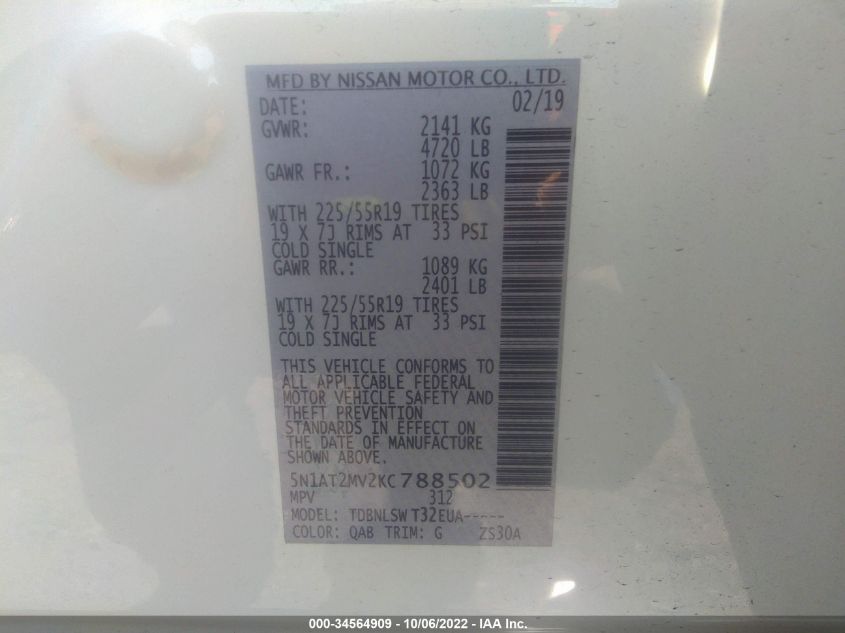 MFD BY NISSAN MOTOR CO., LTD.
DATE: 02/19
GVWR: 2141 KG
4720 LB
GAWR FR.: 1072 KG
2363 LB
WITH 225/55R19 TIRES
19 X 7J RIMS AT 33 PSI
COLD SINGLE
GAWR RR.: 1089 KG
2401 LB
WITH 225/55R19 TIRES
19 X 7J RIMS AT 33 PSI
COLD SINGLE
THIS VEHICLE CONFORMS TO
ALL APPLICABLE FEDERAL
MOTOR VEHICLE SAFETY AND
THEFT PREVENTION
STANDARDS IN EFFECT ON
THE DATE OF MANUFACTURE
SHOWN ABOVE.
5N1AT2MV2KC788502
MPV 312
MODEL: TDBNLSW T32EUA-----
COLOR: QAB TRIM: G ZS30A
000-34564909 - 10/06/2022 - IAA Inc.